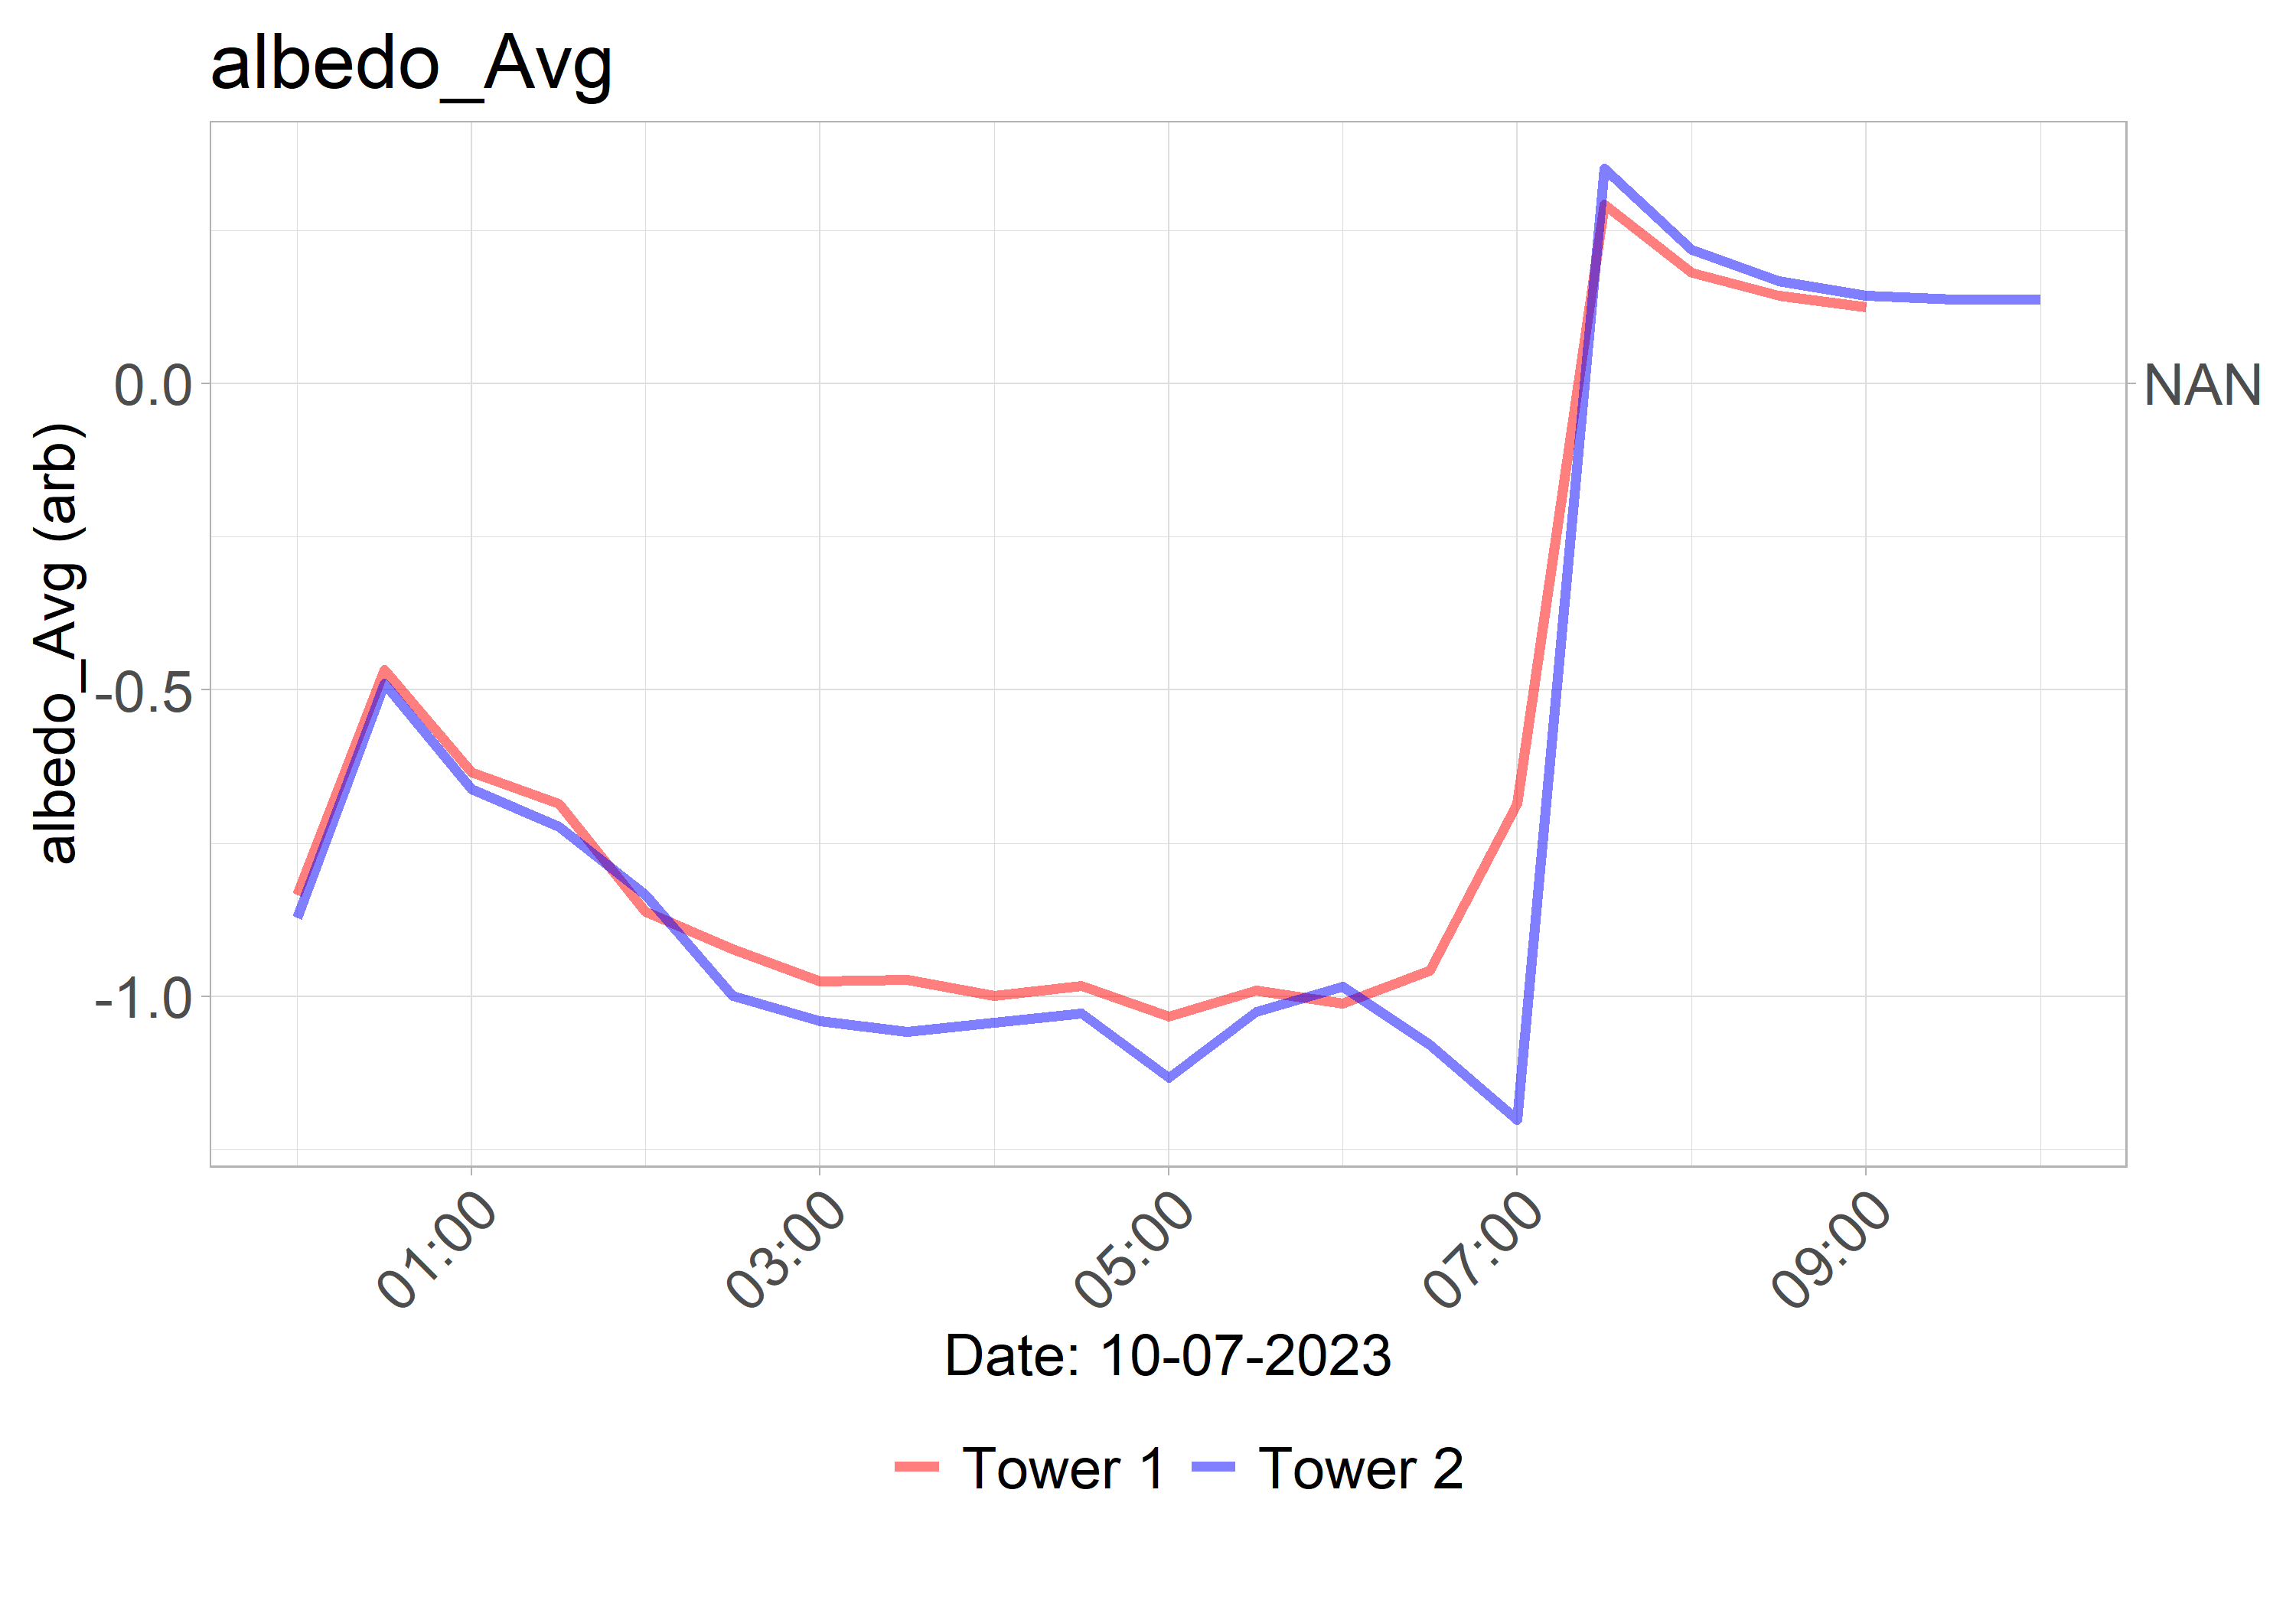 albedo_Avg
albedo_Avg (arb)
0.0
-0.5
-1.0
NAN
01:00
03:00
05:00
07:00
09:00
Date: 10-07-2023
Tower 1
Tower 2